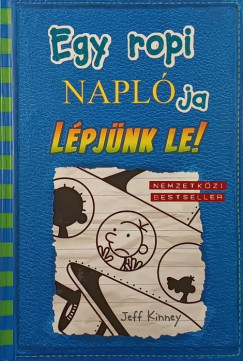 Egy ropi
NAPLÓja
LÉPJÜNK LE!
NEMZETKÖZI
BESTSELLER
Jeff Kinney